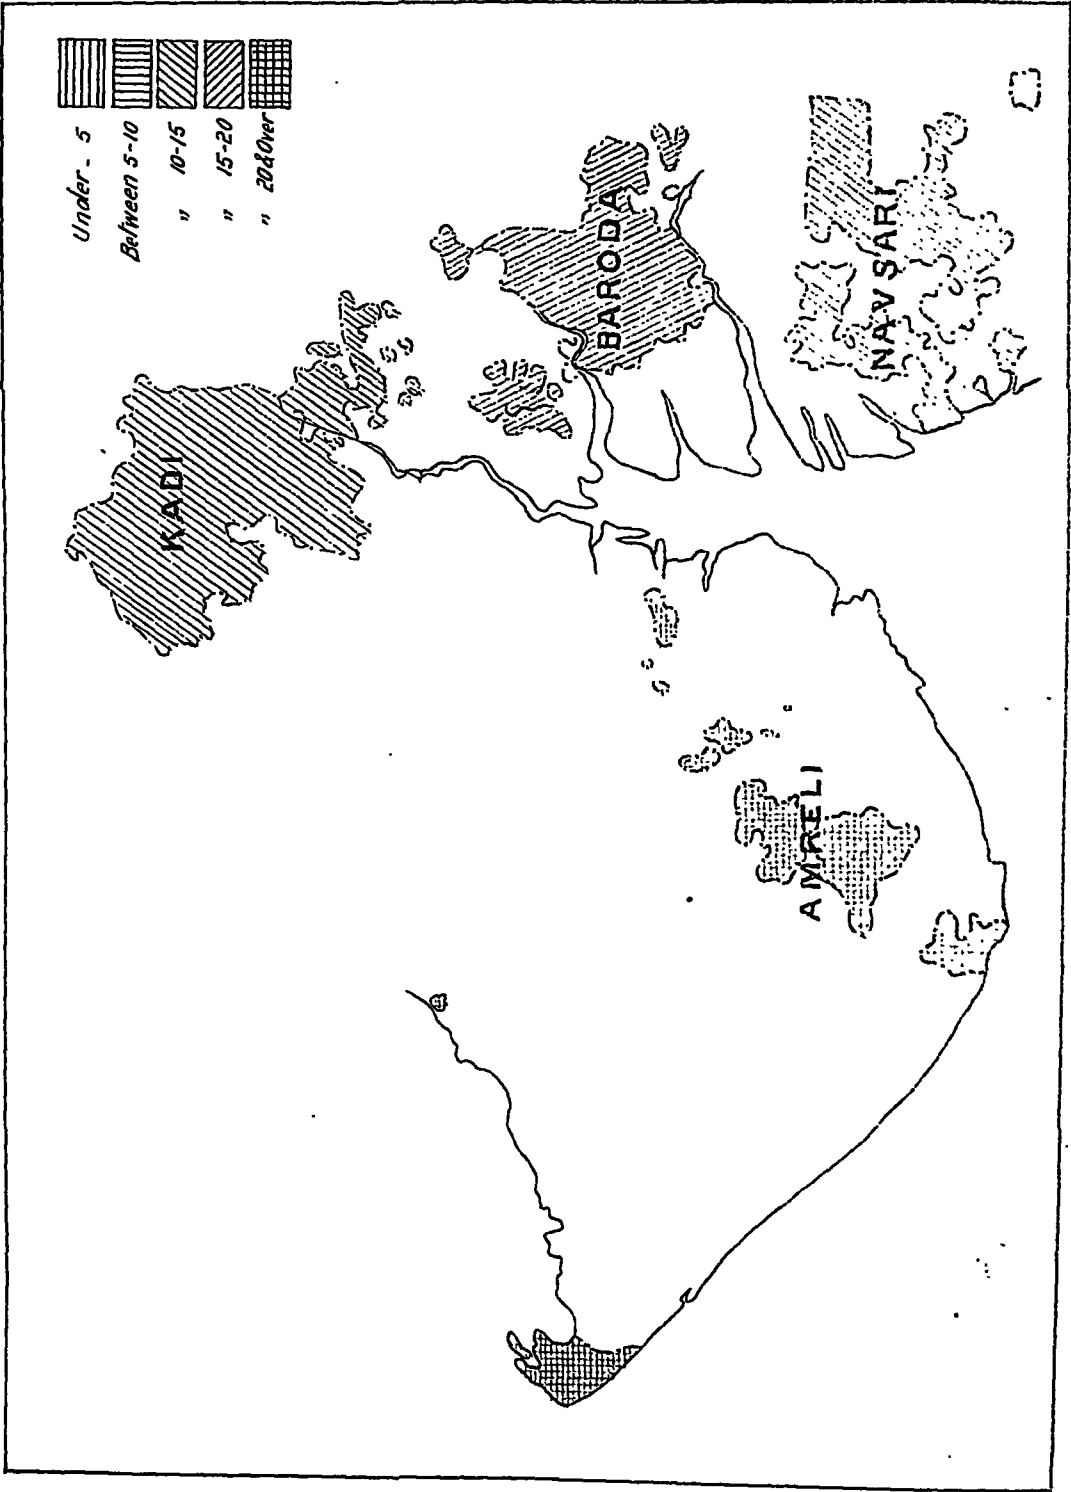 Under - 5
Between 5-10
" 10-15
" 15-20
" 20&Over
KADI
BARODA
NAVSARI
AMRELI